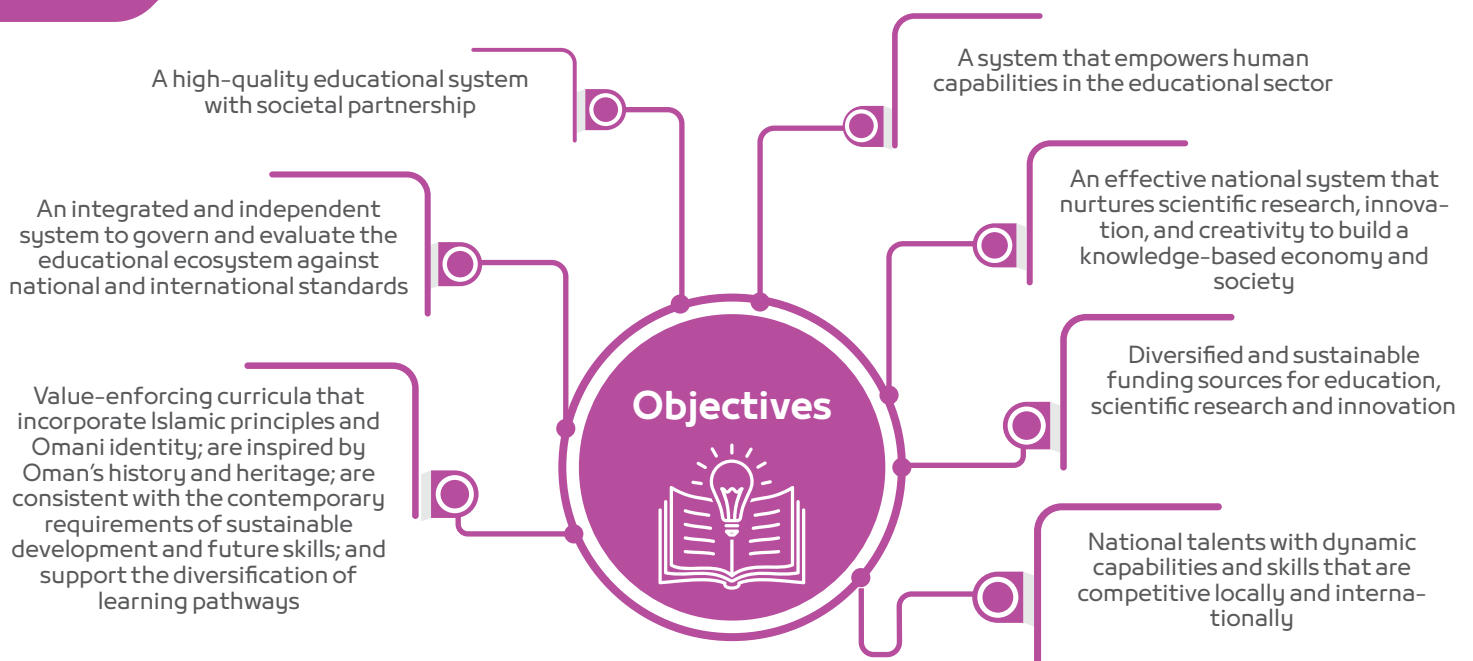 A high-quality educational system
with societal partnership
An integrated and independent
system to govern and evaluate the
educational ecosystem against
national and international standards
Value-enforcing curricula that
incorporate Islamic principles and
Omani identity; are inspired by
Oman's history and heritage; are
consistent with the contemporary
requirements of sustainable
development and future skills; and
support the diversification of
learning pathways
Objectives
A system that empowers human
capabilities in the educational sector
An effective national system that
nurtures scientific research, innova-
tion, and creativity to build a
knowledge-based economy and
society
Diversified and sustainable
funding sources for education,
scientific research and innovation
National talents with dynamic
capabilities and skills that are
competitive locally and interna-
tionally